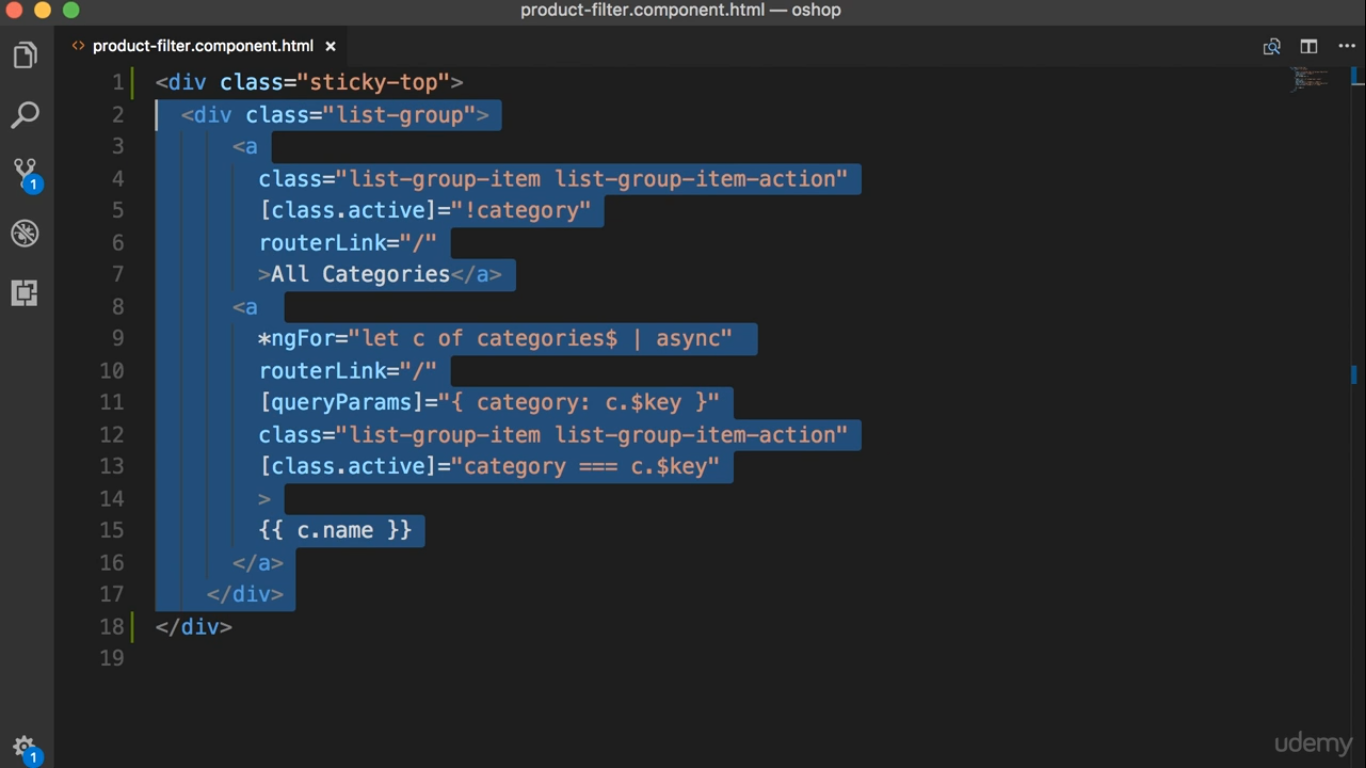 product-filter.component.html — oshop
<> product-filter.component.html ×
1 <div class="sticky-top">
2 <div class="list-group">
3 <a
4 class="list-group-item list-group-item-action"
5 [class.active]="!category"
6 routerLink="/"
7 >All Categories</a>
8 <a
9 *ngFor="let c of categories$ | async"
10 routerLink="/"
11 [queryParams]="{ category: c.$key }"
12 class="list-group-item list-group-item-action"
13 [class.active]="category === c.$key"
14 >
15 {{ c.name }}
16 </a>
17 </div>
18 </div>
19
1
1
udemy